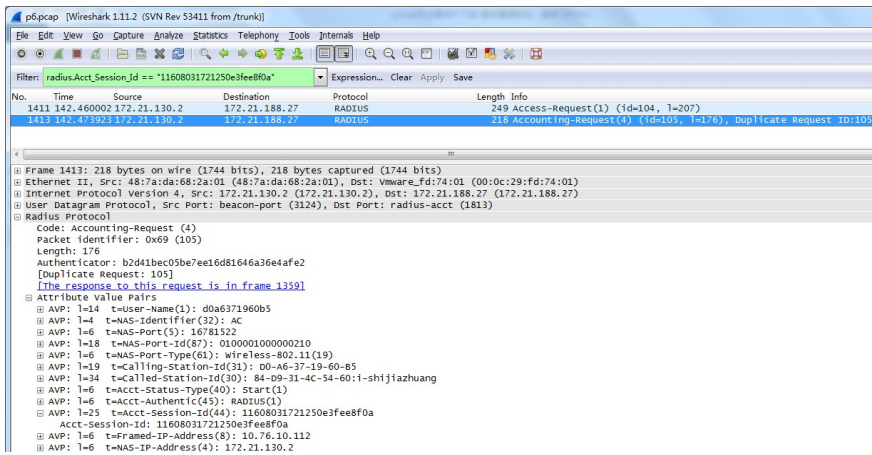 p6.pcap [Wireshark 1.11.2 (SVN Rev 53411 from /trunk)]
File Edit View Go Capture Analyze Statistics Telephony Tools Internals Help
Filter: radius.Acct_Session_Id == "11608031721250e3fee8f0a" Expression... Clear Apply Save
No. Time Source Destination Protocol Length Info
1411 142.460002 172.21.130.2 172.21.188.27 RADIUS 249 Access-Request(1) (id=104, l=207)
1413 142.473923 172.21.130.2 172.21.188.27 RADIUS 218 Accounting-Request(4) (id=105, l=176), Duplicate Request ID:105
Frame 1413: 218 bytes on wire (1744 bits), 218 bytes captured (1744 bits)
Ethernet II, Src: 48:7a:da:68:2a:01 (48:7a:da:68:2a:01), Dst: Vmware_fd:74:01 (00:0c:29:fd:74:01)
Internet Protocol Version 4, Src: 172.21.130.2 (172.21.130.2), Dst: 172.21.188.27 (172.21.188.27)
User Datagram Protocol, Src Port: beacon-port (3124), Dst Port: radius-acct (1813)
Radius Protocol
Code: Accounting-Request (4)
Packet identifier: 0x69 (105)
Length: 176
Authenticator: b2d41bec05be7ee16d81646a36e4afe2
[Duplicate Request: 105]
[The response to this request is in frame 1359]
Attribute Value Pairs
AVP: l=14 t=User-Name(1): d0a6371960b5
AVP: l=4 t=NAS-Identifier(32): AC
AVP: l=6 t=NAS-Port(5): 16781522
AVP: l=18 t=NAS-Port-Id(87): 0100001000000210
AVP: l=6 t=NAS-Port-Type(61): Wireless-802.11(19)
AVP: l=19 t=Calling-Station-Id(31): D0-A6-37-19-60-B5
AVP: l=34 t=Called-Station-Id(30): 84-D9-31-4C-54-60:i-shijiazhuang
AVP: l=6 t=Acct-Status-Type(40): Start(1)
AVP: l=6 t=Acct-Authentic(45): RADIUS(1)
AVP: l=25 t=Acct-Session-Id(44): 11608031721250e3fee8f0a
Acct-Session-Id: 11608031721250e3fee8f0a
AVP: l=6 t=Framed-IP-Address(8): 10.76.10.112
AVP: l=6 t=NAS-IP-Address(4): 172.21.130.2